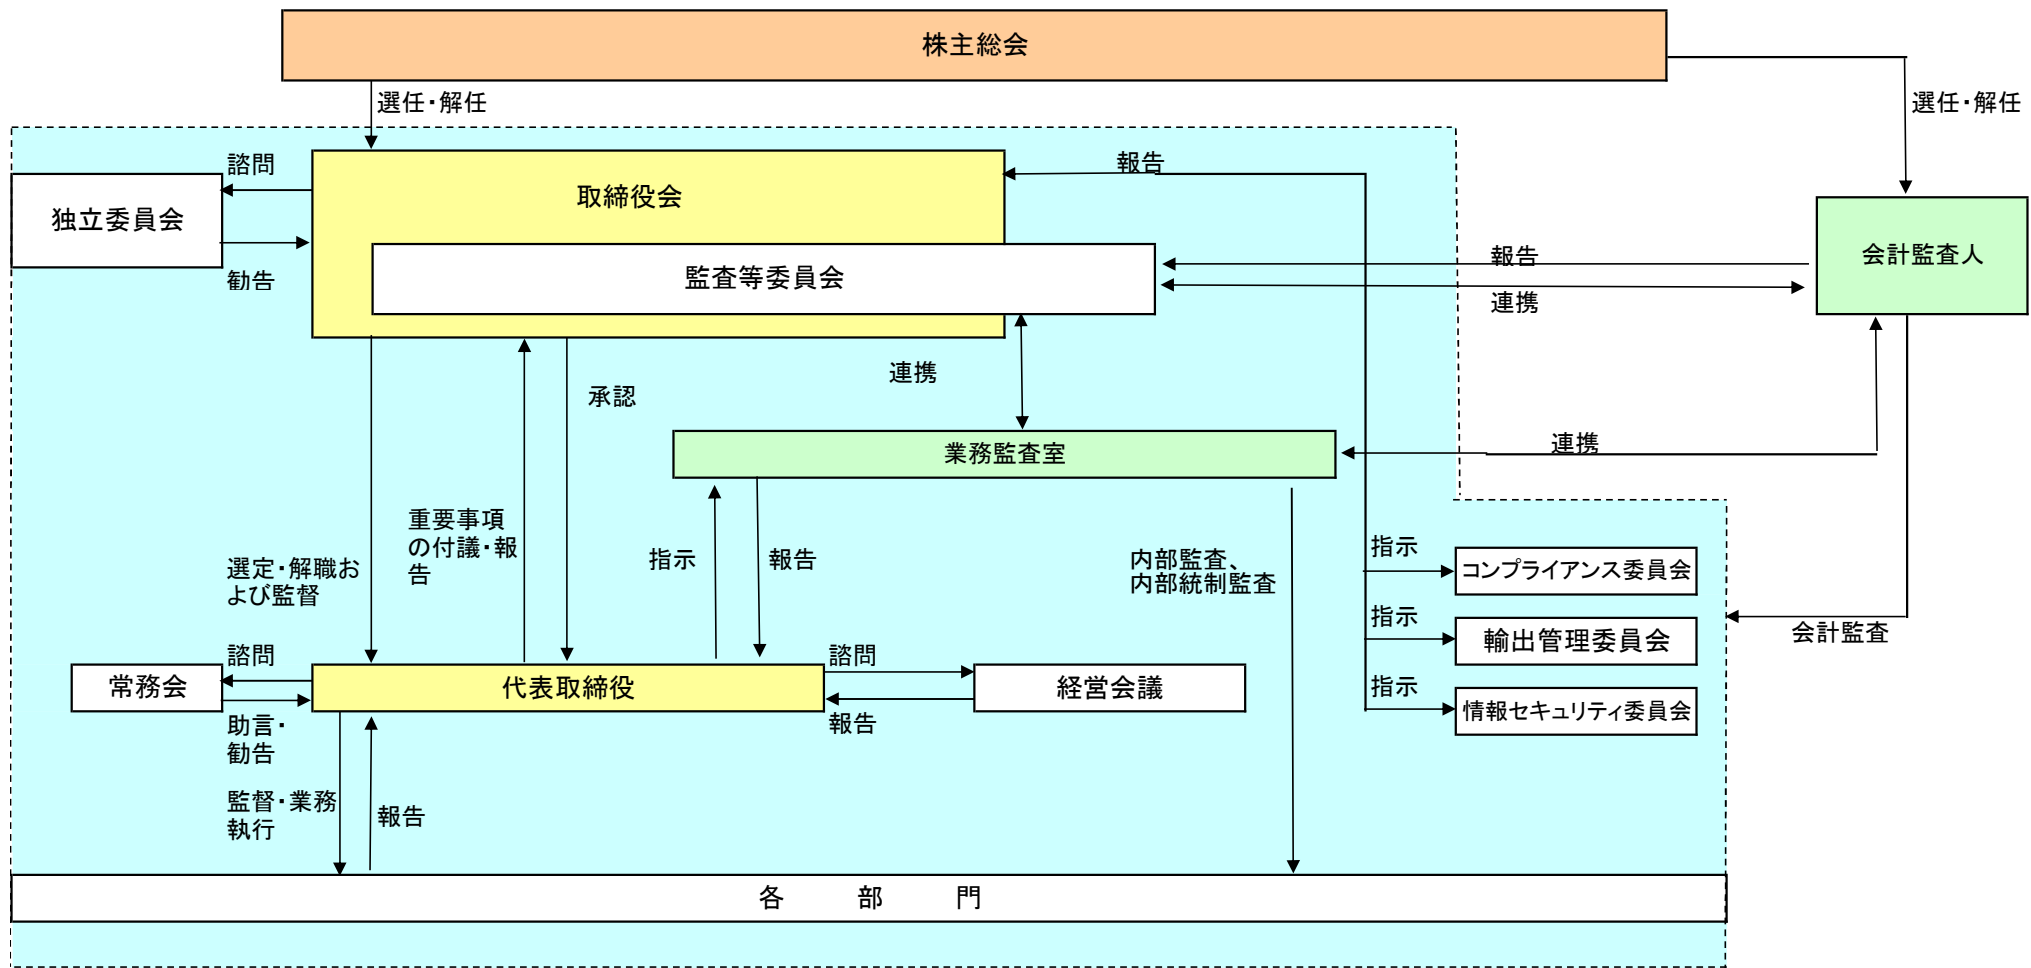 株主総会
選任・解任
選任・解任
諮問
報告
取締役会
独立委員会
勧告
監査等委員会
報告
連携
会計監査人
連携
承認
業務監査室
連携
重要事項
の付議・報
告
選定・解職お
よび監督
指示
報告
内部監査、
内部統制監査
指示
コンプライアンス委員会
指示
輸出管理委員会
会計監査
指示
情報セキュリティ委員会
諮問
常務会
助言・
勧告
代表取締役
諮問
報告
経営会議
監督・業務
執行
報告
各　部　門